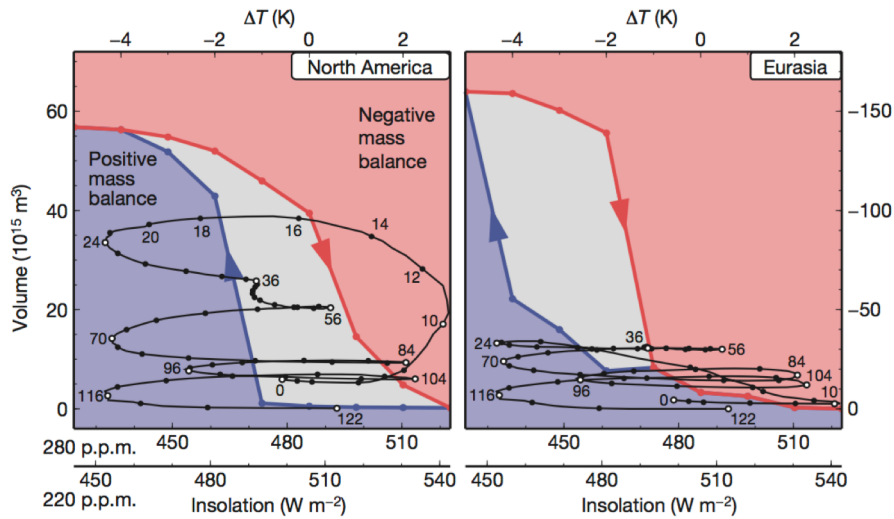 ΔT (K)
ΔT (K)
−4 −2 0 2
−4 −2 0 2
North America
Eurasia
Negative
mass
balance
Positive
mass
balance
60
40
20
0
Volume (10¹⁵ m³)
−150
−100
−50
0
24
20
18
16
14
12
10
36
56
70
84
96
104
0
116
122
24
36
56
70
84
104
96
10
0
116
122
280 p.p.m.
450 480 510
450 480 510
220 p.p.m.
450 480 510 540
450 480 510 540
Insolation (W m⁻²)
Insolation (W m⁻²)